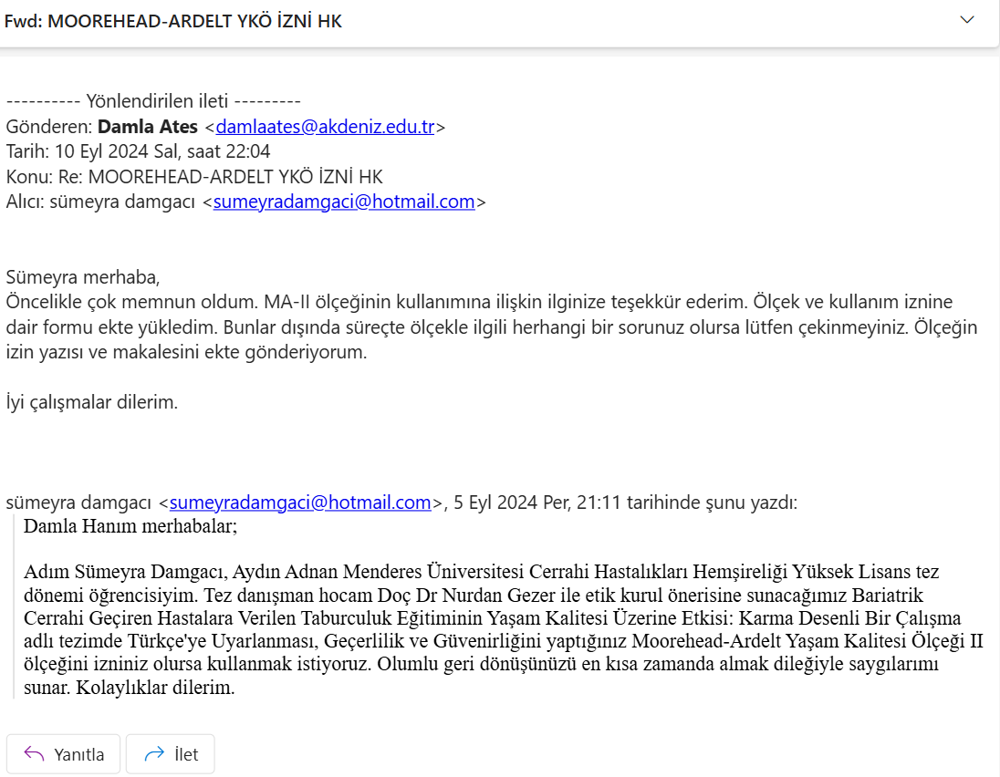 Fwd: MOOREHEAD-ARDELT YKÖ İZNİ HK
---------- Yönlendirilen ileti ---------
Gönderen: Damla Ates <damlaates@akdeniz.edu.tr>
Tarih: 10 Eyl 2024 Sal, saat 22:04
Konu: Re: MOOREHEAD-ARDELT YKÖ İZNİ HK
Alıcı: sümeyra damgacı <sumeyradamgaci@hotmail.com>
Sümeyra merhaba,
Öncelikle çok memnun oldum. MA-II ölçeğinin kullanımına ilişkin ilginize teşekkür ederim. Ölçek ve kullanım iznine
dair formu ekte yükledim. Bunlar dışında süreçte ölçekle ilgili herhangi bir sorunuz olursa lütfen çekinmeyiniz. Ölçeğin
izin yazısı ve makalesini ekte gönderiyorum.
İyi çalışmalar dilerim.
sümeyra damgacı <sumeyradamgaci@hotmail.com>, 5 Eyl 2024 Per, 21:11 tarihinde şunu yazdı:
Damla Hanım merhabalar;
Adım Sümeyra Damgacı, Aydın Adnan Menderes Üniversitesi Cerrahi Hastalıkları Hemşireliği Yüksek Lisans tez
dönemi öğrencisiyim. Tez danışman hocam Doç Dr Nurdan Gezer ile etik kurul önerisine sunacağımız Bariatrik
Cerrahi Geçiren Hastalara Verilen Taburculuk Eğitiminin Yaşam Kalitesi Üzerine Etkisi: Karma Desenli Bir Çalışma
adlı tezimde Türkçe'ye Uyarlanması, Geçerlilik ve Güvenirliğini yaptığınız Moorehead-Ardelt Yaşam Kalitesi Ölçeği II
ölçeğini izniniz olursa kullanmak istiyoruz. Olumlu geri dönüşünüzü en kısa zamanda almak dileğiyle saygılarımı
sunar. Kolaylıklar dilerim.
Yanıtla
İlet